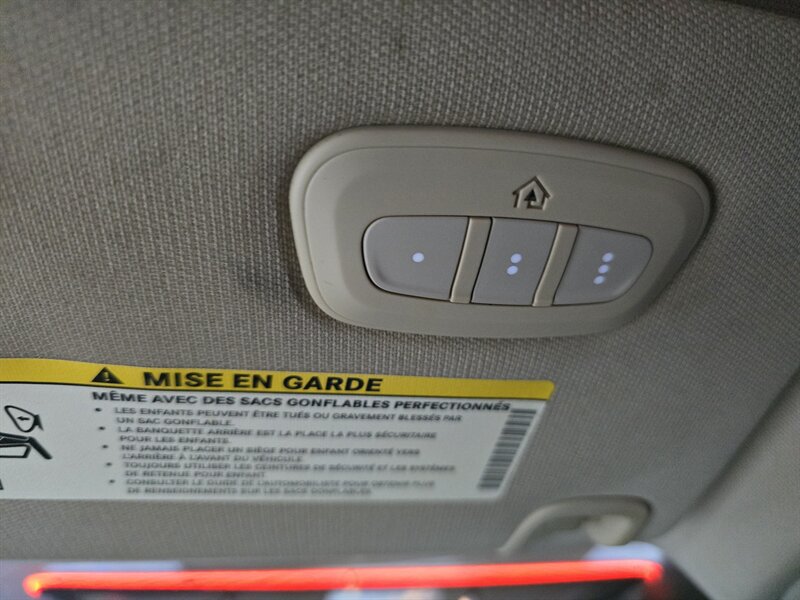 MISE EN GARDE
MÊME AVEC DES SACS GONFLABLES PERFECTIONNÉS
• LES ENFANTS PEUVENT ÊTRE TUÉS OU GRAVEMENT BLESSÉS PAR
UN SAC GONFLABLE.
• LA BANQUETTE ARRIÈRE EST LA PLACE LA PLUS SÉCURITAIRE
POUR LES ENFANTS.
• NE JAMAIS PLACER UN SIÈGE POUR ENFANT ORIENTÉ VERS
L'ARRIÈRE À L'AVANT DU VÉHICULE.
• TOUJOURS UTILISER LES CEINTURES DE SÉCURITÉ ET LES SYSTÈMES
DE RETENUE POUR ENFANT.
• CONSULTER LE GUIDE DE L'AUTOMOBILISTE POUR OBTENIR PLUS
DE RENSEIGNEMENTS SUR LES SACS GONFLABLES.